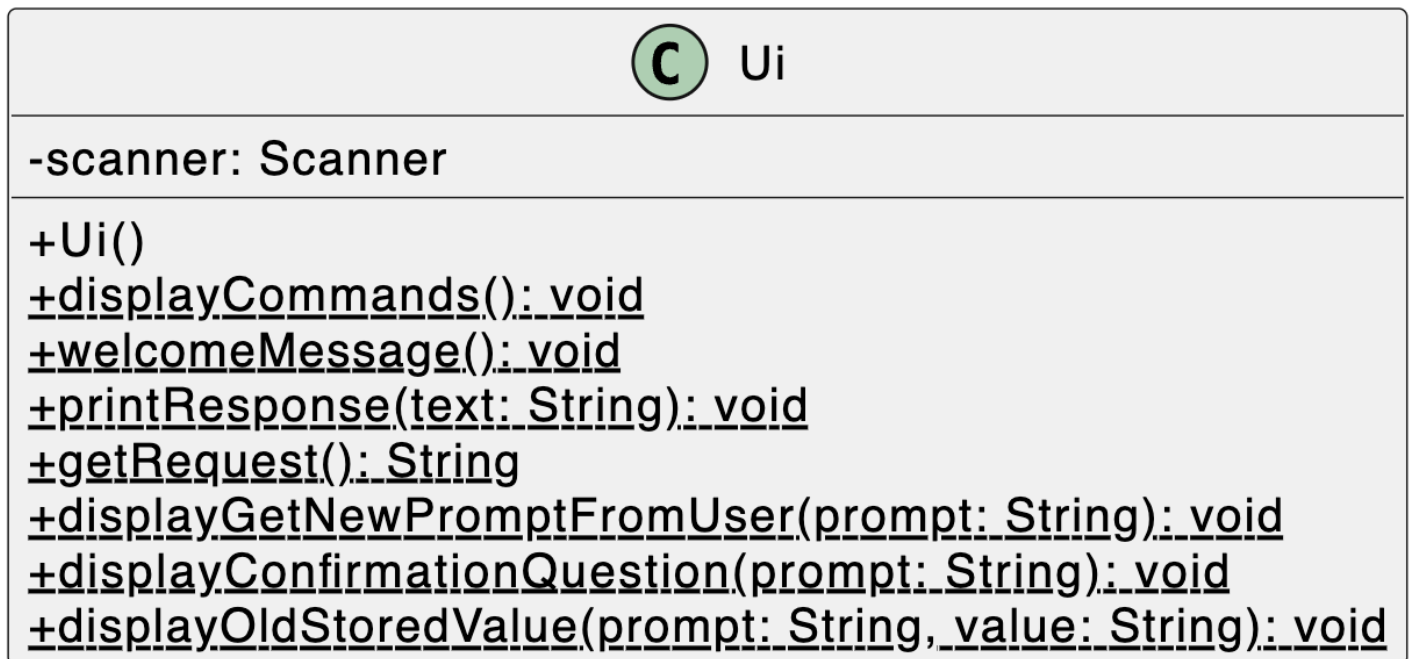 C Ui
-scanner: Scanner
+Ui()
+displayCommands(): void
+welcomeMessage(): void
+printResponse(text: String): void
+getRequest(): String
+displayGetNewPromptFromUser(prompt: String): void
+displayConfirmationQuestion(prompt: String): void
+displayOldStoredValue(prompt: String, value: String): void